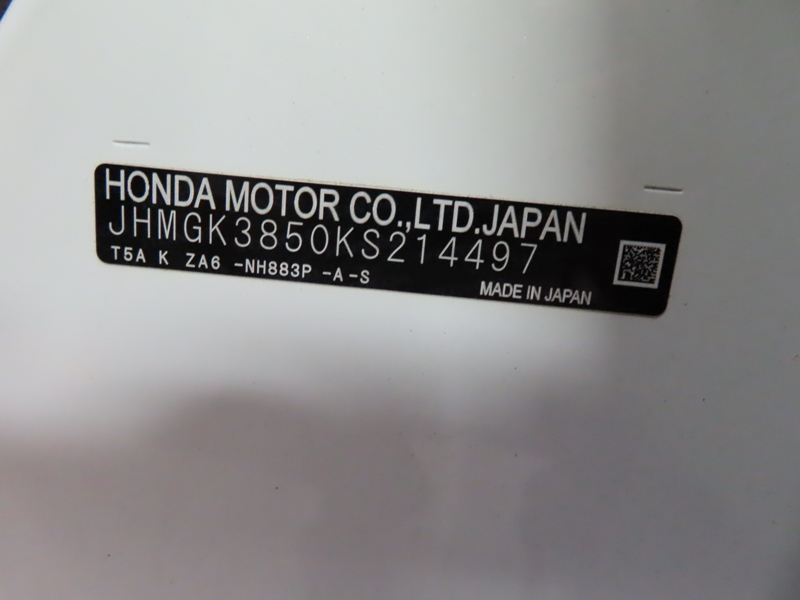 HONDA MOTOR CO.,LTD.JAPAN
JHMGK3850KS214497
T5A K ZA6 -NH883P -A-S
MADE IN JAPAN